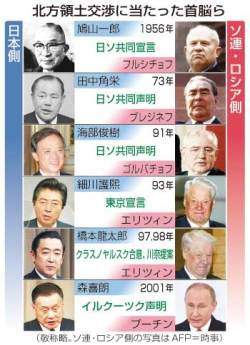 北方領土交渉に当たった首脳ら
日本側
ソ連・ロシア側
鳩山一郎 1956年
日ソ共同宣言
フルシチョフ
田中角栄 73年
日ソ共同声明
ブレジネフ
海部俊樹 91年
日ソ共同声明
ゴルバチョフ
細川護熙 93年
東京宣言
エリツィン
橋本龍太郎 97、98年
クラスノヤルスク合意、川奈提案
エリツィン
森喜朗 2001年
イルクーツク声明
プーチン
(敬称略。ソ連・ロシア側の写真はAFP=時事)